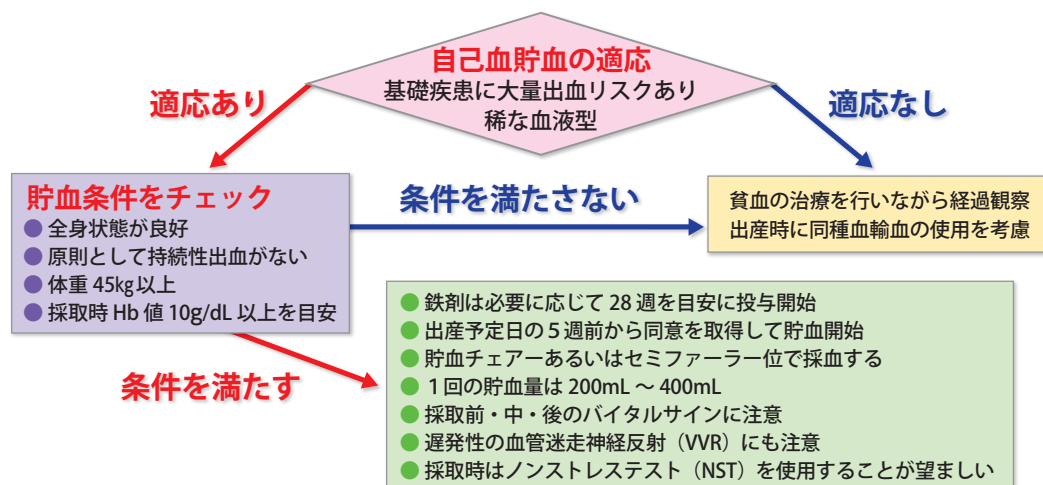 自己血貯血の適応
基礎疾患に大量出血リスクあり
稀な血液型
適応あり
適応なし
貯血条件をチェック
● 全身状態が良好
● 原則として持続性出血がない
● 体重 45㎏以上
● 採取時 Hb 値 10g/dL 以上を目安
条件を満たさない
貧血の治療を行いながら経過観察
出産時に同種血輸血の使用を考慮
条件を満たす
● 鉄剤は必要に応じて 28 週を目安に投与開始
● 出産予定日の５週前から同意を取得して貯血開始
● 貯血チェアーあるいはセミファーラー位で採血する
● １回の貯血量は 200mL ～ 400mL
● 採取前・中・後のバイタルサインに注意
● 遅発性の血管迷走神経反射（VVR）にも注意
● 採取時はノンストレステスト（NST）を使用することが望ましい